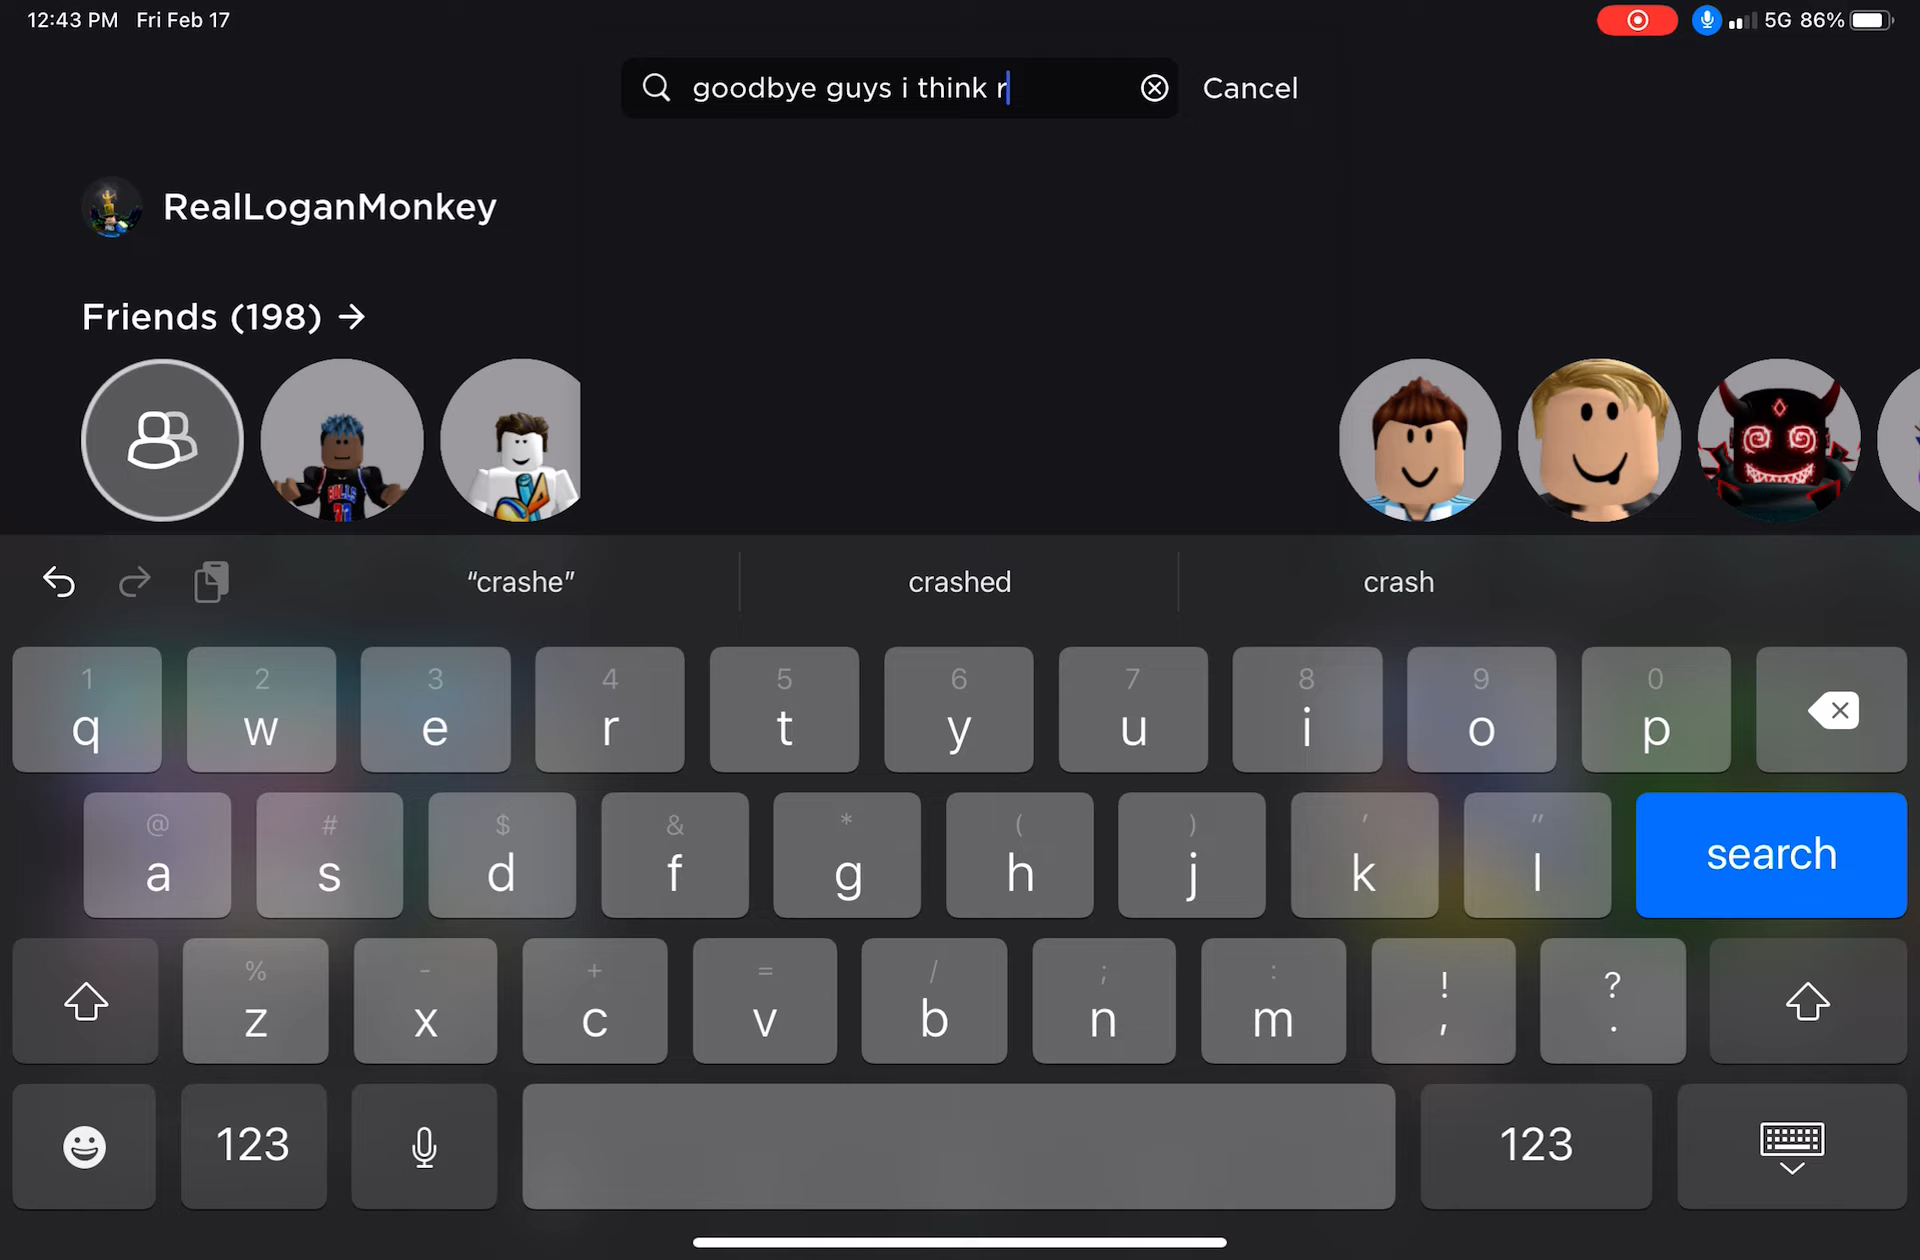 12:43 PM Fri Feb 17
5G 86%
goodbye guys i think r
Cancel
RealLoganMonkey
Friends (198) →
“crashe” crashed crash
1 2 3 4 5 6 7 8 9 0
q w e r t y u i o p
@ # $ & * ( ) ' "
a s d f g h j k l search
% - + = / ; : ! ?
z x c v b n m , .
123 123